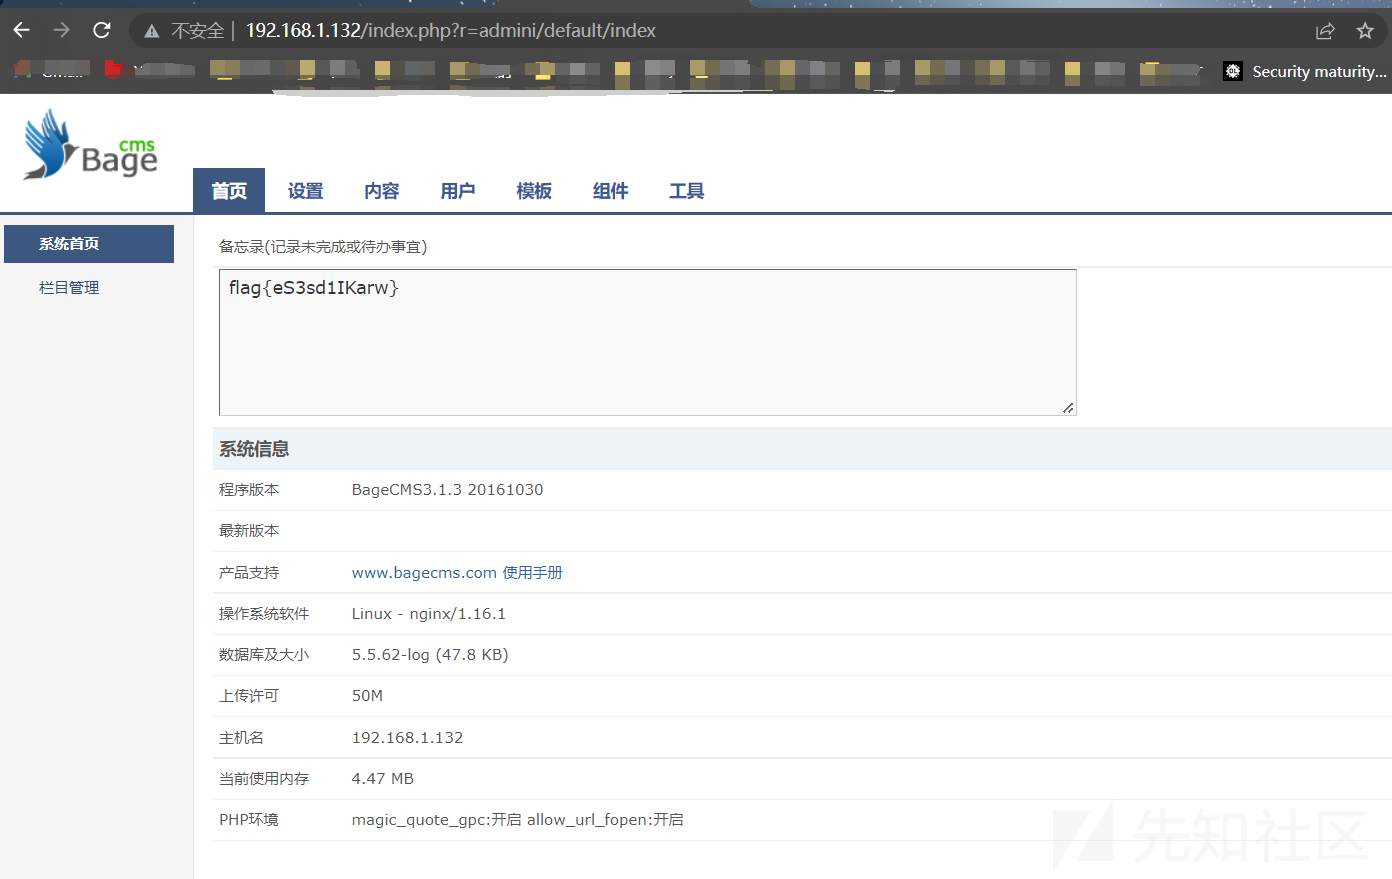 不安全 | 192.168.1.132/index.php?r=admini/default/index
Security maturity...
Bage cms
首页 设置 内容 用户 模板 组件 工具
系统首页
栏目管理
备忘录(记录未完成或待办事宜)
flag{eS3sd1IKarw}
系统信息
程序版本 BageCMS3.1.3 20161030
最新版本
产品支持 www.bagecms.com 使用手册
操作系统软件 Linux - nginx/1.16.1
数据库及大小 5.5.62-log (47.8 KB)
上传许可 50M
主机名 192.168.1.132
当前使用内存 4.47 MB
PHP环境 magic_quote_gpc:开启 allow_url_fopen:开启
先知社区